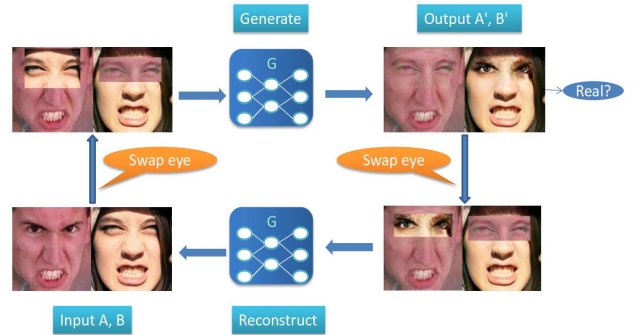 Generate
Output A', B'
G
Real?
Swap eye
Swap eye
G
Input A, B
Reconstruct